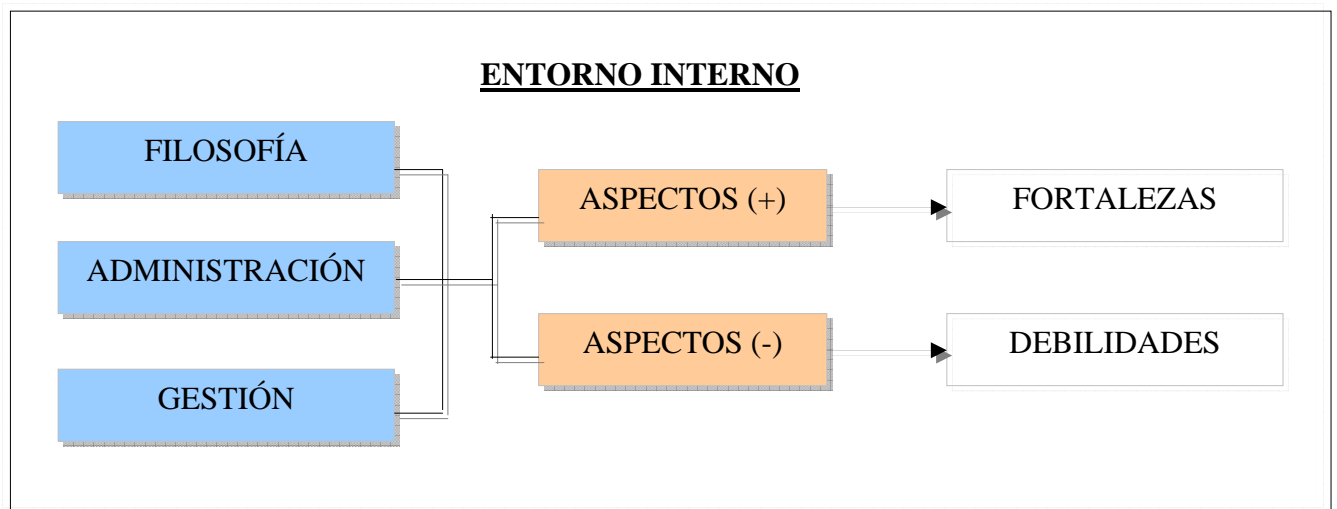 ENTORNO INTERNO
FILOSOFÍA
ADMINISTRACIÓN
GESTIÓN
ASPECTOS (+)
ASPECTOS (-)
FORTALEZAS
DEBILIDADES